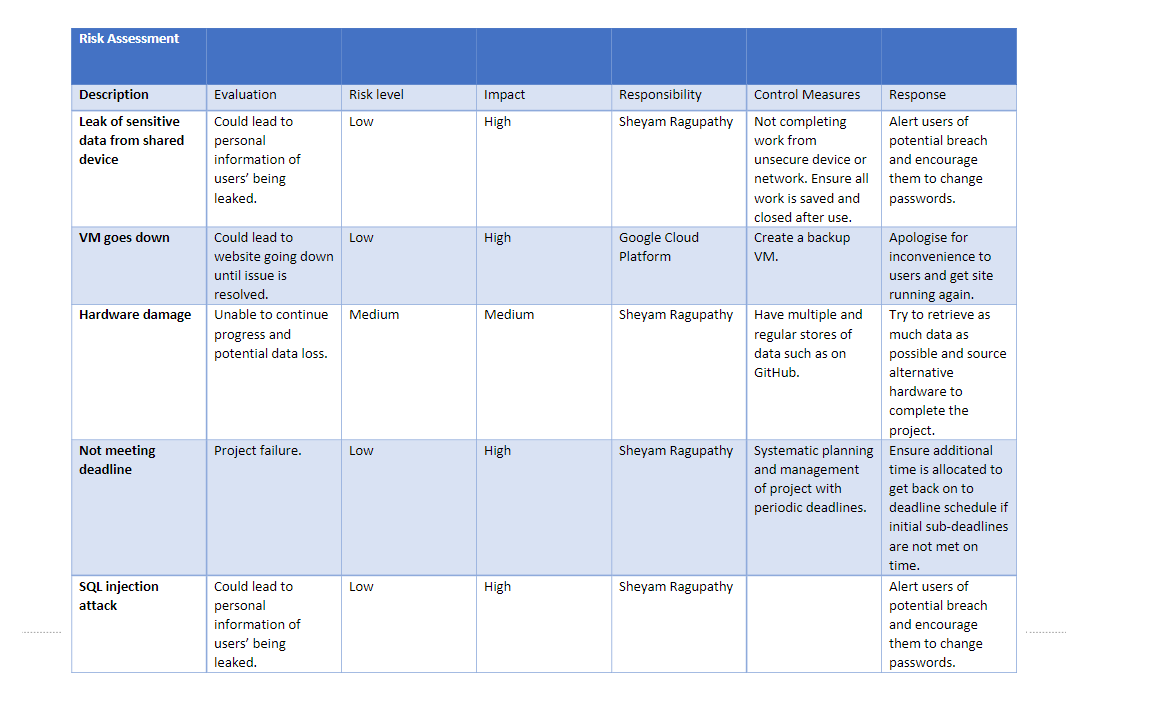 Risk Assessment
Description
Evaluation
Risk level
Impact
Responsibility
Control Measures
Response
Leak of sensitive
data from shared
device
Could lead to
personal
information of
users’ being
leaked.
Low
High
Sheyam Ragupathy
Not completing
work from
unsecure device or
network. Ensure all
work is saved and
closed after use.
Alert users of
potential breach
and encourage
them to change
passwords.
VM goes down
Could lead to
website going down
until issue is
resolved.
Low
High
Google Cloud
Platform
Create a backup
VM.
Apologise for
inconvenience to
users and get site
running again.
Hardware damage
Unable to continue
progress and
potential data loss.
Medium
Medium
Sheyam Ragupathy
Have multiple and
regular stores of
data such as on
GitHub.
Try to retrieve as
much data as
possible and source
alternative
hardware to
complete the
project.
Not meeting
deadline
Project failure.
Low
High
Sheyam Ragupathy
Systematic planning
and management
of project with
periodic deadlines.
Ensure additional
time is allocated to
get back on to
deadline schedule if
initial sub-deadlines
are not met on
time.
SQL injection
attack
Could lead to
personal
information of
users’ being
leaked.
Low
High
Sheyam Ragupathy
Alert users of
potential breach
and encourage
them to change
passwords.